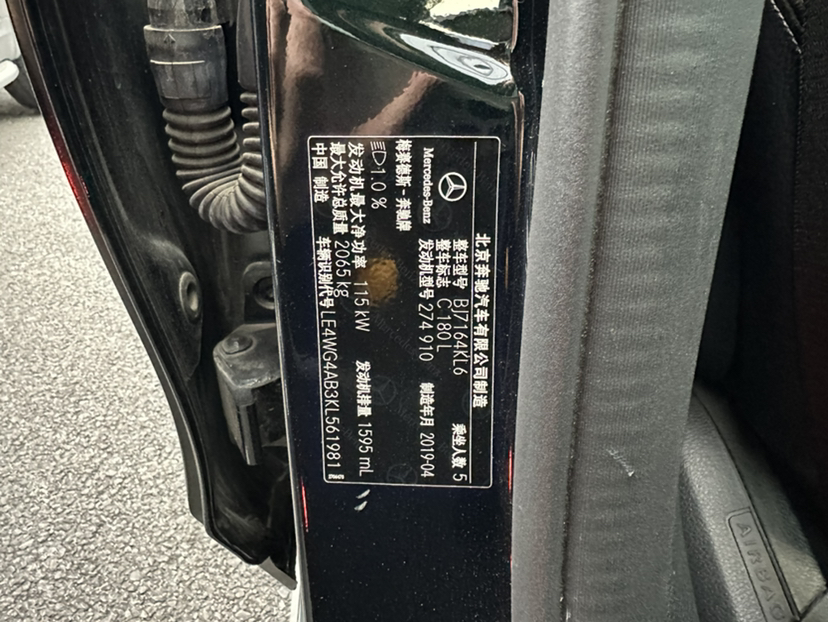 北京奔驰汽车有限公司制造
Mercedes-Benz
梅赛德斯-奔驰牌
整车型号 BJ7164KL6 乘坐人数 5
整车标志 C 180 L
发动机型号 274 910 制造年月 2019-04
1.0 %
发动机最大净功率 115 kW 发动机排量 1595 mL
最大允许总质量 2065 kg
中国 制造 车辆识别代号 LE4WG4AB3KL561981
AIRBAG